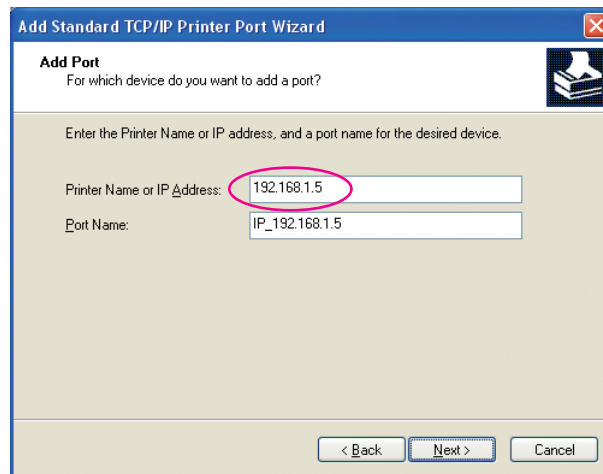 Add Standard TCP/IP Printer Port Wizard
Add Port
For which device do you want to add a port?
Enter the Printer Name or IP address, and a port name for the desired device.
Printer Name or IP Address: 192.168.1.5
Port Name: IP_192.168.1.5
< Back Next > Cancel